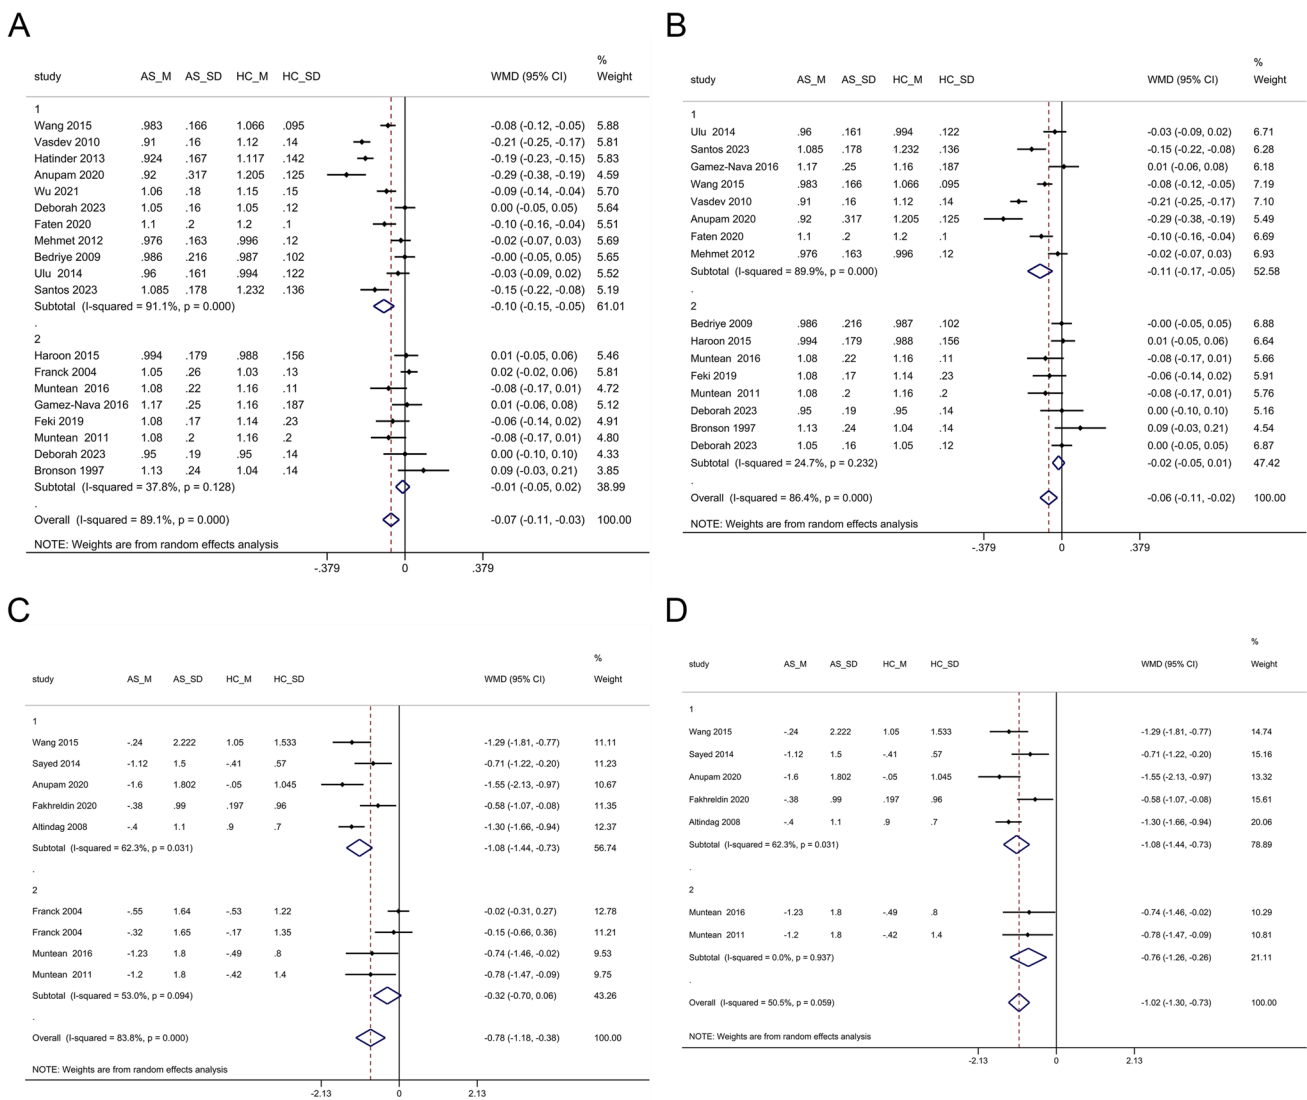 A
%
study AS_M AS_SD HC_M HC_SD WMD (95% CI) Weight
1
Wang 2015 .983 .166 1.066 .095 -0.08 (-0.12, -0.05) 5.88
Vasdev 2010 .91 .16 1.12 .14 -0.21 (-0.25, -0.17) 5.81
Hatinder 2013 .924 .167 1.117 .142 -0.19 (-0.23, -0.15) 5.83
Anupam 2020 .92 .317 1.205 .125 -0.29 (-0.38, -0.19) 4.59
Wu 2021 1.06 .18 1.15 .15 -0.09 (-0.14, -0.04) 5.70
Deborah 2023 1.05 .16 1.05 .12 0.00 (-0.05, 0.05) 5.64
Faten 2020 1.1 .2 1.2 .1 -0.10 (-0.16, -0.04) 5.51
Mehmet 2012 .976 .163 .996 .12 -0.02 (-0.07, 0.03) 5.69
Bedriye 2009 .986 .216 .987 .102 -0.00 (-0.05, 0.05) 5.65
Ulu 2014 .96 .161 .994 .122 -0.03 (-0.09, 0.02) 5.52
Santos 2023 1.085 .178 1.232 .136 -0.15 (-0.22, -0.08) 5.19
Subtotal (I-squared = 91.1%, p = 0.000) -0.10 (-0.15, -0.05) 61.01
.
2
Haroon 2015 .994 .179 .988 .156 0.01 (-0.05, 0.06) 5.46
Franck 2004 1.05 .26 1.03 .13 0.02 (-0.02, 0.06) 5.81
Muntean 2016 1.08 .22 1.16 .11 -0.08 (-0.17, 0.01) 4.72
Gamez-Nava 2016 1.17 .25 1.16 .187 0.01 (-0.06, 0.08) 5.12
Feki 2019 1.08 .17 1.14 .23 -0.06 (-0.14, 0.02) 4.91
Muntean 2011 1.08 .2 1.16 .2 -0.08 (-0.17, 0.01) 4.80
Deborah 2023 .95 .19 .95 .14 0.00 (-0.10, 0.10) 4.33
Bronson 1997 1.13 .24 1.04 .14 0.09 (-0.03, 0.21) 3.85
Subtotal (I-squared = 37.8%, p = 0.128) -0.01 (-0.05, 0.02) 38.99
.
Overall (I-squared = 89.1%, p = 0.000) -0.07 (-0.11, -0.03) 100.00
NOTE: Weights are from random effects analysis
-.379 0 .379
B
%
study AS_M AS_SD HC_M HC_SD WMD (95% CI) Weight
1
Ulu 2014 .96 .161 .994 .122 -0.03 (-0.09, 0.02) 6.71
Santos 2023 1.085 .178 1.232 .136 -0.15 (-0.22, -0.08) 6.28
Gamez-Nava 2016 1.17 .25 1.16 .187 0.01 (-0.06, 0.08) 6.18
Wang 2015 .983 .166 1.066 .095 -0.08 (-0.12, -0.05) 7.19
Vasdev 2010 .91 .16 1.12 .14 -0.21 (-0.25, -0.17) 7.10
Anupam 2020 .92 .317 1.205 .125 -0.29 (-0.38, -0.19) 5.49
Faten 2020 1.1 .2 1.2 .1 -0.10 (-0.16, -0.04) 6.69
Mehmet 2012 .976 .163 .996 .12 -0.02 (-0.07, 0.03) 6.93
Subtotal (I-squared = 89.9%, p = 0.000) -0.11 (-0.17, -0.05) 52.58
.
2
Bedriye 2009 .986 .216 .987 .102 -0.00 (-0.05, 0.05) 6.88
Haroon 2015 .994 .179 .988 .156 0.01 (-0.05, 0.06) 6.64
Muntean 2016 1.08 .22 1.16 .11 -0.08 (-0.17, 0.01) 5.66
Feki 2019 1.08 .17 1.14 .23 -0.06 (-0.14, 0.02) 5.91
Muntean 2011 1.08 .2 1.16 .2 -0.08 (-0.17, 0.01) 5.76
Deborah 2023 .95 .19 .95 .14 0.00 (-0.10, 0.10) 5.16
Bronson 1997 1.13 .24 1.04 .14 0.09 (-0.03, 0.21) 4.54
Deborah 2023 1.05 .16 1.05 .12 0.00 (-0.05, 0.05) 6.87
Subtotal (I-squared = 24.7%, p = 0.232) -0.02 (-0.05, 0.01) 47.42
.
Overall (I-squared = 86.4%, p = 0.000) -0.06 (-0.11, -0.02) 100.00
NOTE: Weights are from random effects analysis
-.379 0 .379
C
%
study AS_M AS_SD HC_M HC_SD WMD (95% CI) Weight
1
Wang 2015 -.24 2.222 1.05 1.533 -1.29 (-1.81, -0.77) 11.11
Sayed 2014 -1.12 1.5 -.41 .57 -0.71 (-1.22, -0.20) 11.23
Anupam 2020 -1.6 1.802 -.05 1.045 -1.55 (-2.13, -0.97) 10.67
Fakhreldin 2020 -.38 .99 .197 .96 -0.58 (-1.07, -0.08) 11.35
Altindag 2008 -.4 1.1 .9 .7 -1.30 (-1.66, -0.94) 12.37
Subtotal (I-squared = 62.3%, p = 0.031) -1.08 (-1.44, -0.73) 56.74
.
2
Franck 2004 -.55 1.64 -.53 1.22 -0.02 (-0.31, 0.27) 12.78
Franck 2004 -.32 1.65 -.17 1.35 -0.15 (-0.66, 0.36) 11.21
Muntean 2016 -1.23 1.8 -.49 .8 -0.74 (-1.46, -0.02) 9.53
Muntean 2011 -1.2 1.8 -.42 1.4 -0.78 (-1.47, -0.09) 9.75
Subtotal (I-squared = 53.0%, p = 0.094) -0.32 (-0.70, 0.06) 43.26
.
Overall (I-squared = 83.8%, p = 0.000) -0.78 (-1.18, -0.38) 100.00
NOTE: Weights are from random effects analysis
-2.13 0 2.13
D
%
study AS_M AS_SD HC_M HC_SD WMD (95% CI) Weight
1
Wang 2015 -.24 2.222 1.05 1.533 -1.29 (-1.81, -0.77) 14.74
Sayed 2014 -1.12 1.5 -.41 .57 -0.71 (-1.22, -0.20) 15.16
Anupam 2020 -1.6 1.802 -.05 1.045 -1.55 (-2.13, -0.97) 13.32
Fakhreldin 2020 -.38 .99 .197 .96 -0.58 (-1.07, -0.08) 15.61
Altindag 2008 -.4 1.1 .9 .7 -1.30 (-1.66, -0.94) 20.06
Subtotal (I-squared = 62.3%, p = 0.031) -1.08 (-1.44, -0.73) 78.89
.
2
Muntean 2016 -1.23 1.8 -.49 .8 -0.74 (-1.46, -0.02) 10.29
Muntean 2011 -1.2 1.8 -.42 1.4 -0.78 (-1.47, -0.09) 10.81
Subtotal (I-squared = 0.0%, p = 0.937) -0.76 (-1.26, -0.26) 21.11
.
Overall (I-squared = 50.5%, p = 0.059) -1.02 (-1.30, -0.73) 100.00
NOTE: Weights are from random effects analysis
-2.13 0 2.13